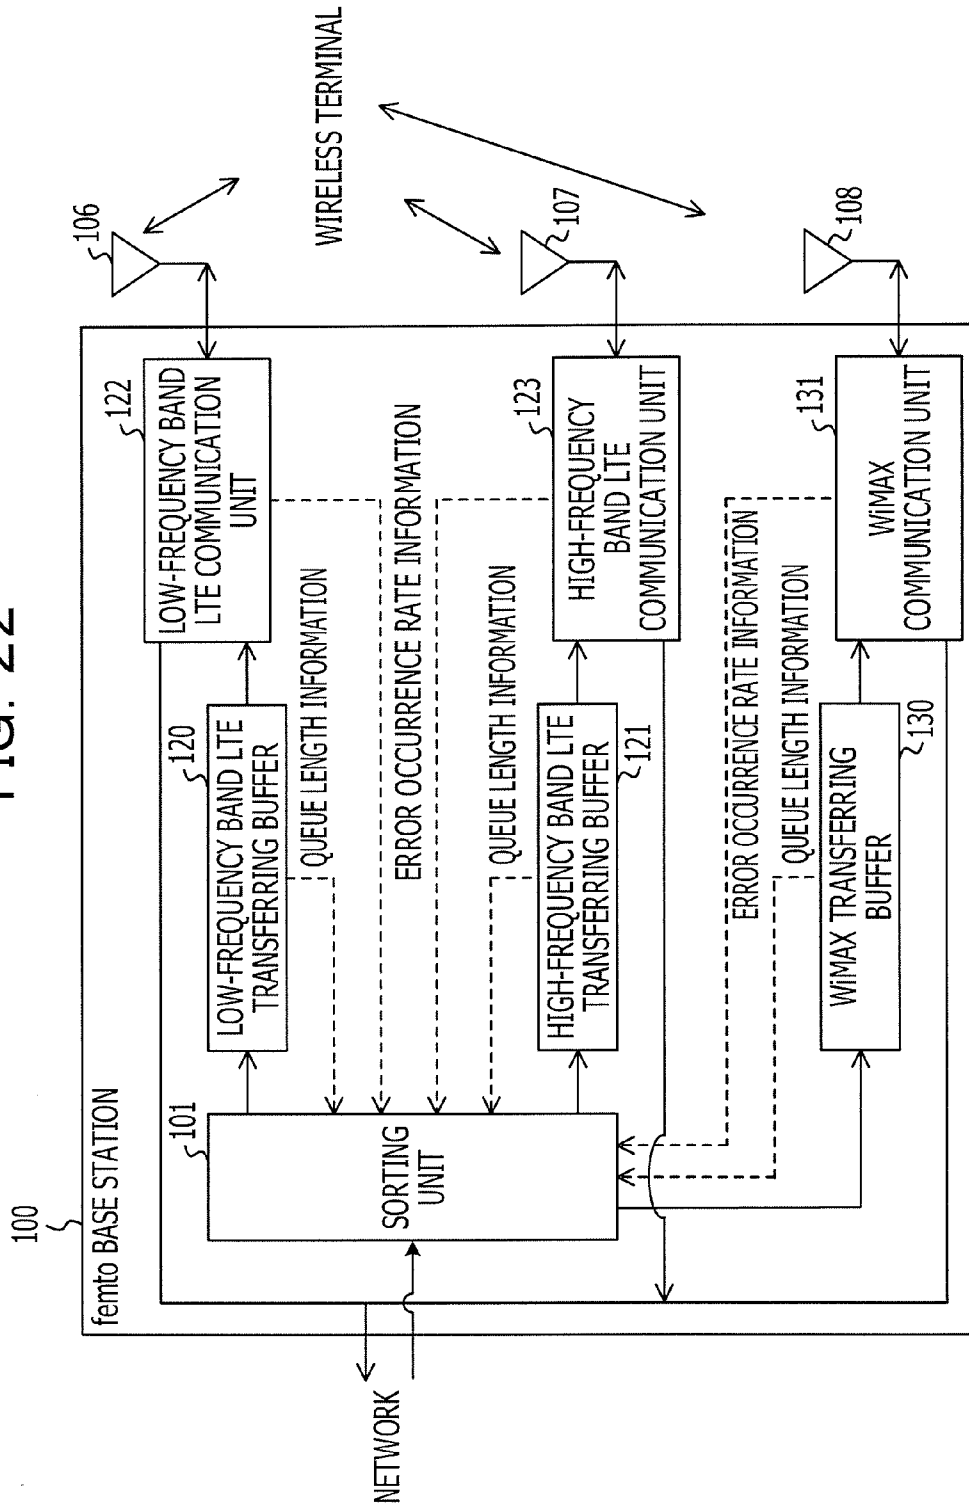 FIG. 22
100
femto BASE STATION
NETWORK
101
SORTING
UNIT
120
LOW-FREQUENCY BAND LTE
TRANSFERRING BUFFER
QUEUE LENGTH INFORMATION
122
LOW-FREQUENCY BAND
LTE COMMUNICATION
UNIT
106
ERROR OCCURRENCE RATE INFORMATION
WIRELESS TERMINAL
QUEUE LENGTH INFORMATION
HIGH-FREQUENCY BAND LTE
TRANSFERRING BUFFER
121
123
HIGH-FREQUENCY
BAND LTE
COMMUNICATION UNIT
107
ERROR OCCURRENCE RATE INFORMATION
QUEUE LENGTH INFORMATION
WiMAX TRANSFERRING
BUFFER
130
131
WiMAX
COMMUNICATION UNIT
108